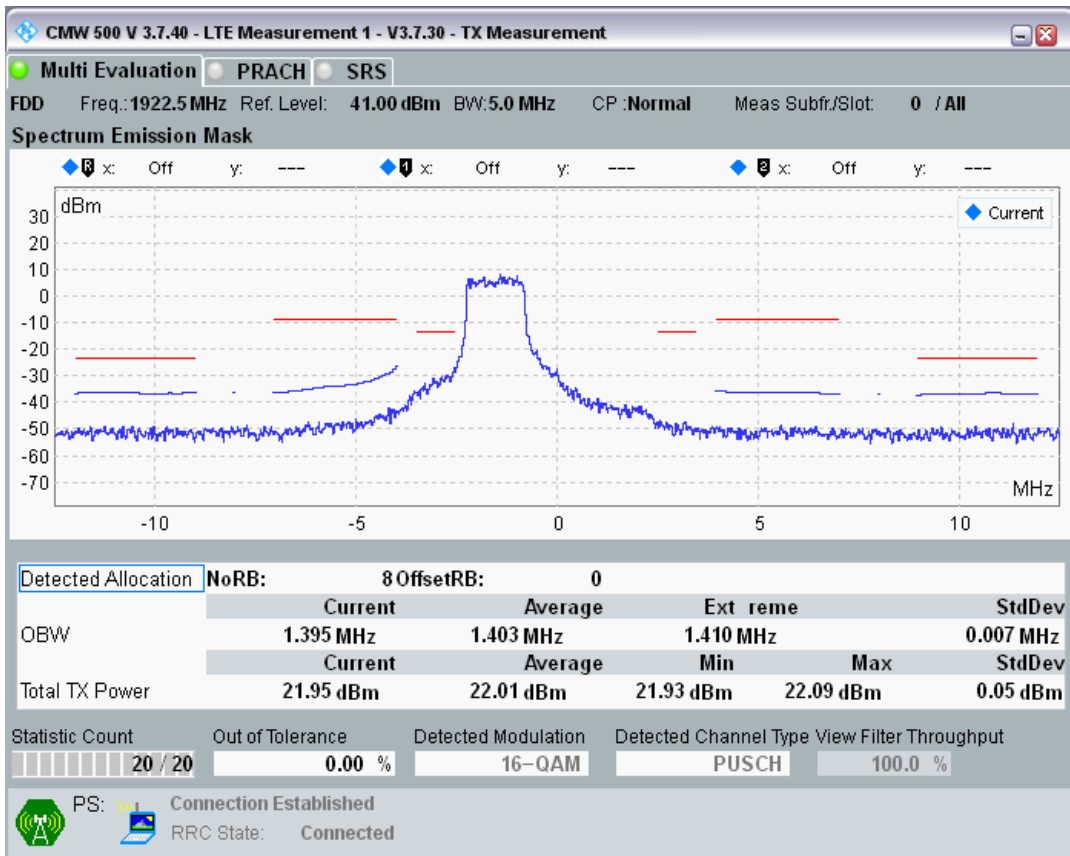 CMW 500 V 3.7.40 - LTE Measurement 1 - V3.7.30 - TX Measurement
Multi Evaluation PRACH SRS
FDD Freq.: 1922.5 MHz Ref. Level: 41.00 dBm BW: 5.0 MHz CP : Normal Meas Subfr./Slot: 0 / All
Spectrum Emission Mask
R x: Off y: --- 1 x: Off y: --- 2 x: Off y: ---
dBm
Current
30
20
10
0
-10
-20
-30
-40
-50
-60
-70
MHz
-10 -5 0 5 10
Detected Allocation NoRB: 8 OffsetRB: 0
Current Average Ext reme StdDev
OBW 1.395 MHz 1.403 MHz 1.410 MHz 0.007 MHz
Current Average Min Max StdDev
Total TX Power 21.95 dBm 22.01 dBm 21.93 dBm 22.09 dBm 0.05 dBm
Statistic Count Out of Tolerance Detected Modulation Detected Channel Type View Filter Throughput
20 / 20 0.00 % 16-QAM PUSCH 100.0 %
PS: Connection Established
RRC State: Connected